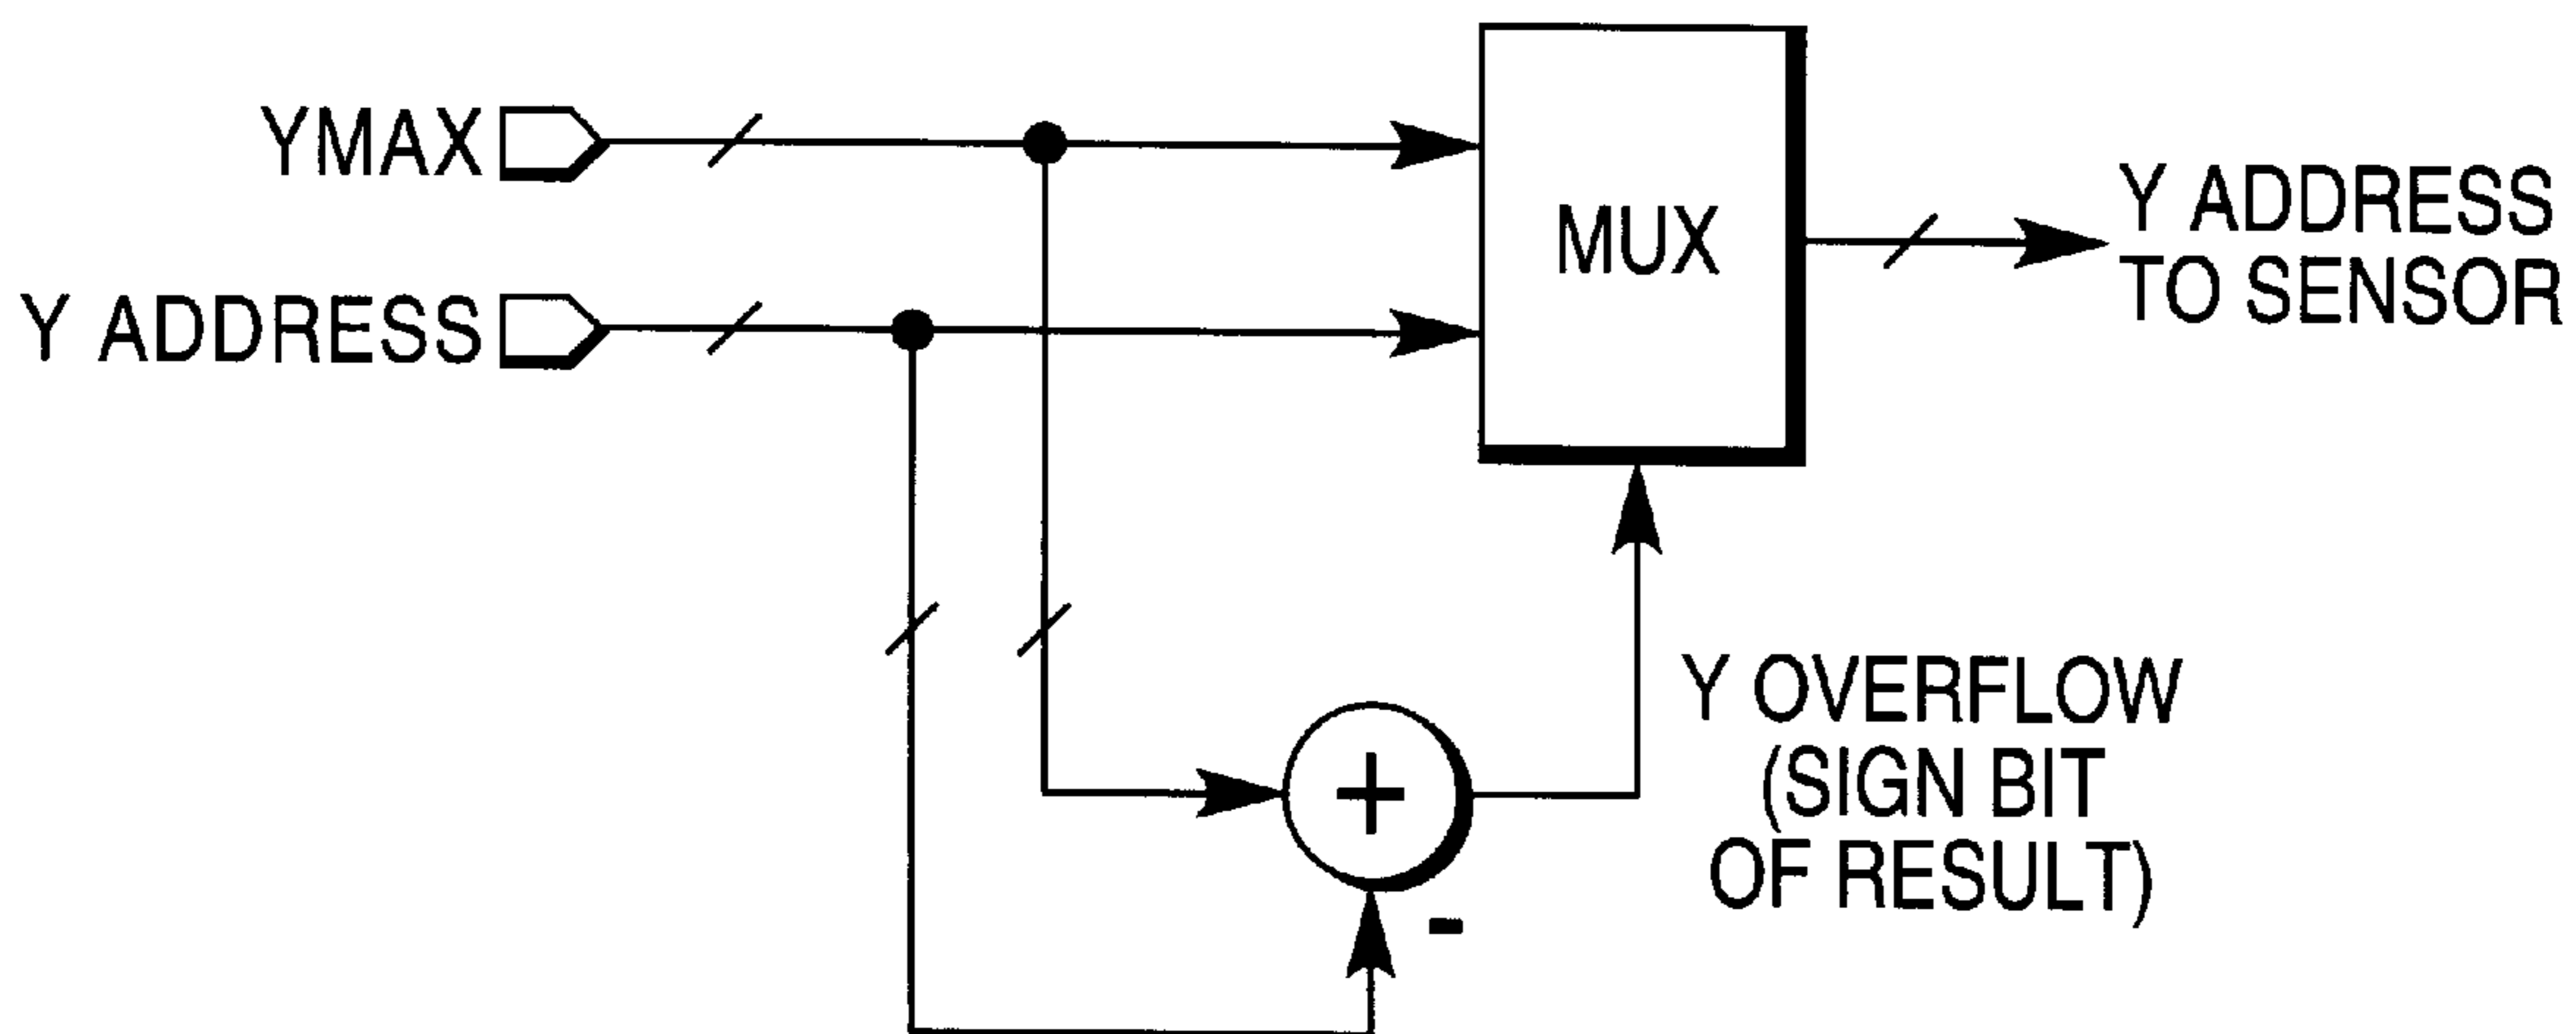 YMAX
Y ADDRESS
MUX
Y ADDRESS
TO SENSOR
+
-
Y OVERFLOW
(SIGN BIT
OF RESULT)